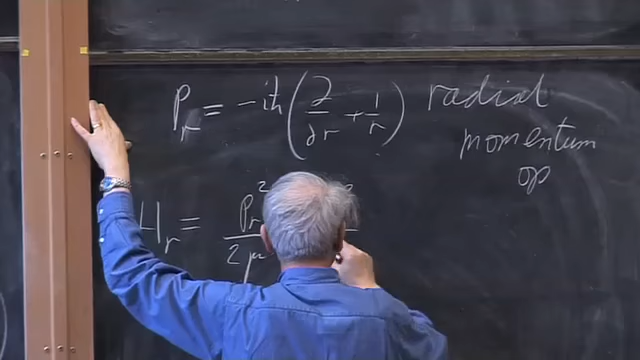 P_r = -iħ(∂/∂r + 1/r) radial
momentum
op
H_r = P_r²/2μ